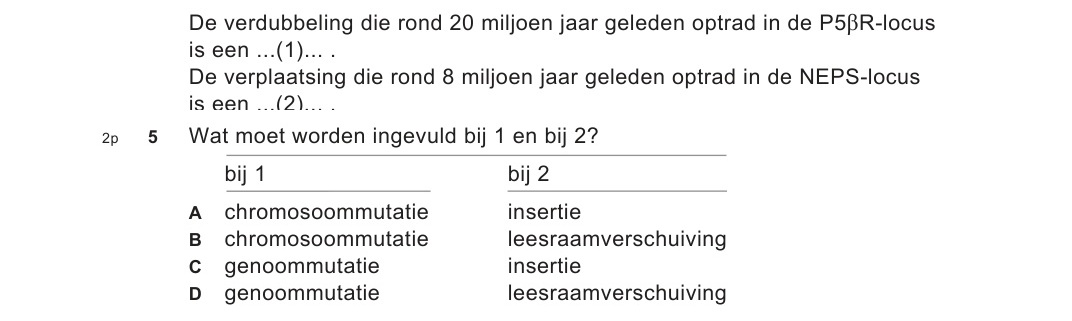 De verdubbeling die rond 20 miljoen jaar geleden optrad in de P5βR-locus
is een ...(1)... .
De verplaatsing die rond 8 miljoen jaar geleden optrad in de NEPS-locus
is een ...(2)... .
2p 5 Wat moet worden ingevuld bij 1 en bij 2?
bij 1 bij 2
A chromosoommutatie insertie
B chromosoommutatie leesraamverschuiving
C genoommutatie insertie
D genoommutatie leesraamverschuiving